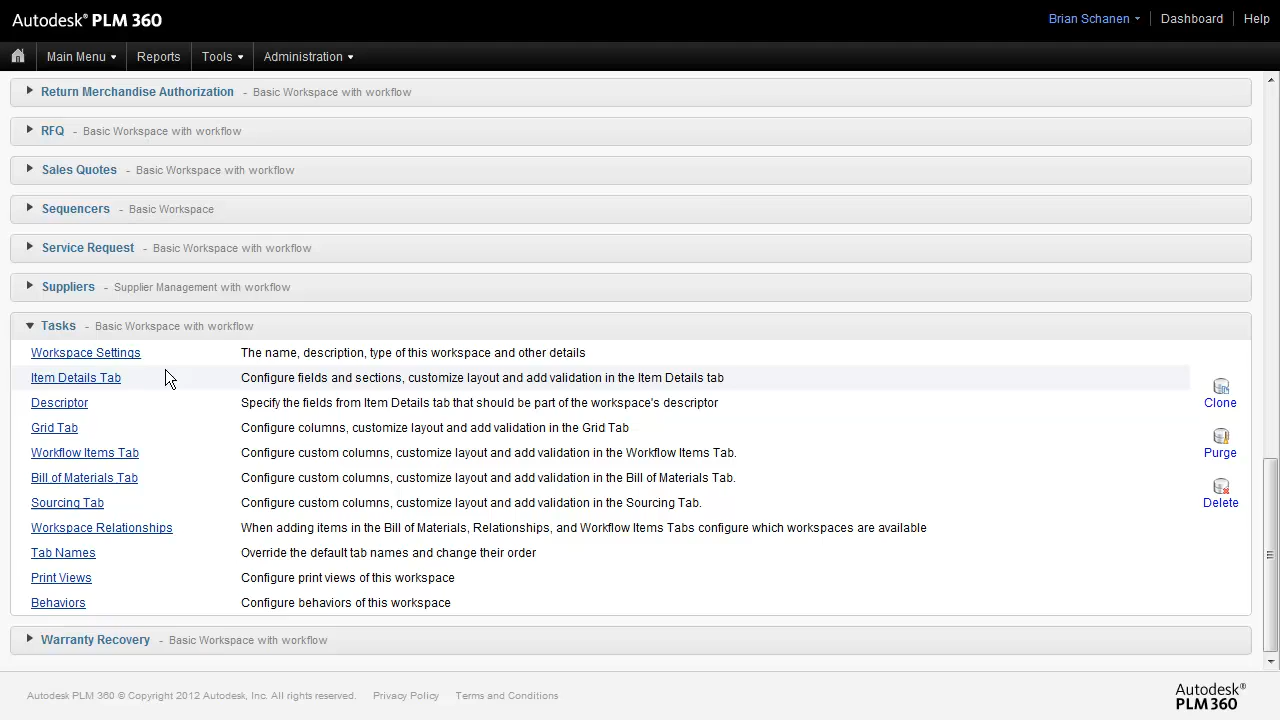 Autodesk® PLM 360
Brian Schanen Dashboard Help
Main Menu Reports Tools Administration
Return Merchandise Authorization - Basic Workspace with workflow
RFQ - Basic Workspace with workflow
Sales Quotes - Basic Workspace with workflow
Sequencers - Basic Workspace
Service Request - Basic Workspace with workflow
Suppliers - Supplier Management with workflow
Tasks - Basic Workspace with workflow
Workspace Settings The name, description, type of this workspace and other details
Item Details Tab Configure fields and sections, customize layout and add validation in the Item Details tab
Descriptor Specify the fields from Item Details tab that should be part of the workspace's descriptor
Grid Tab Configure columns, customize layout and add validation in the Grid Tab
Workflow Items Tab Configure custom columns, customize layout and add validation in the Workflow Items Tab.
Bill of Materials Tab Configure custom columns, customize layout and add validation in the Bill of Materials Tab.
Sourcing Tab Configure custom columns, customize layout and add validation in the Sourcing Tab.
Workspace Relationships When adding items in the Bill of Materials, Relationships, and Workflow Items Tabs configure which workspaces are available
Tab Names Override the default tab names and change their order
Print Views Configure print views of this workspace
Behaviors Configure behaviors of this workspace
Clone
Purge
Delete
Warranty Recovery - Basic Workspace with workflow
Autodesk PLM 360 © Copyright 2012 Autodesk, Inc. All rights reserved. Privacy Policy Terms and Conditions
Autodesk®
PLM 360